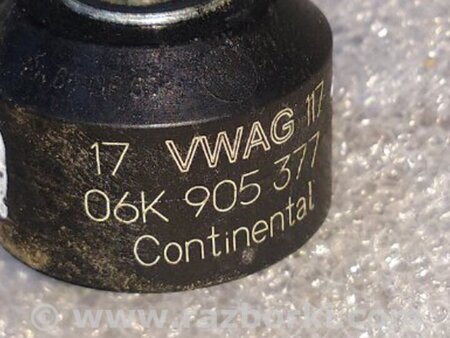 17 VWAG 117
06K 905 377
Continental
© www.razborki.com